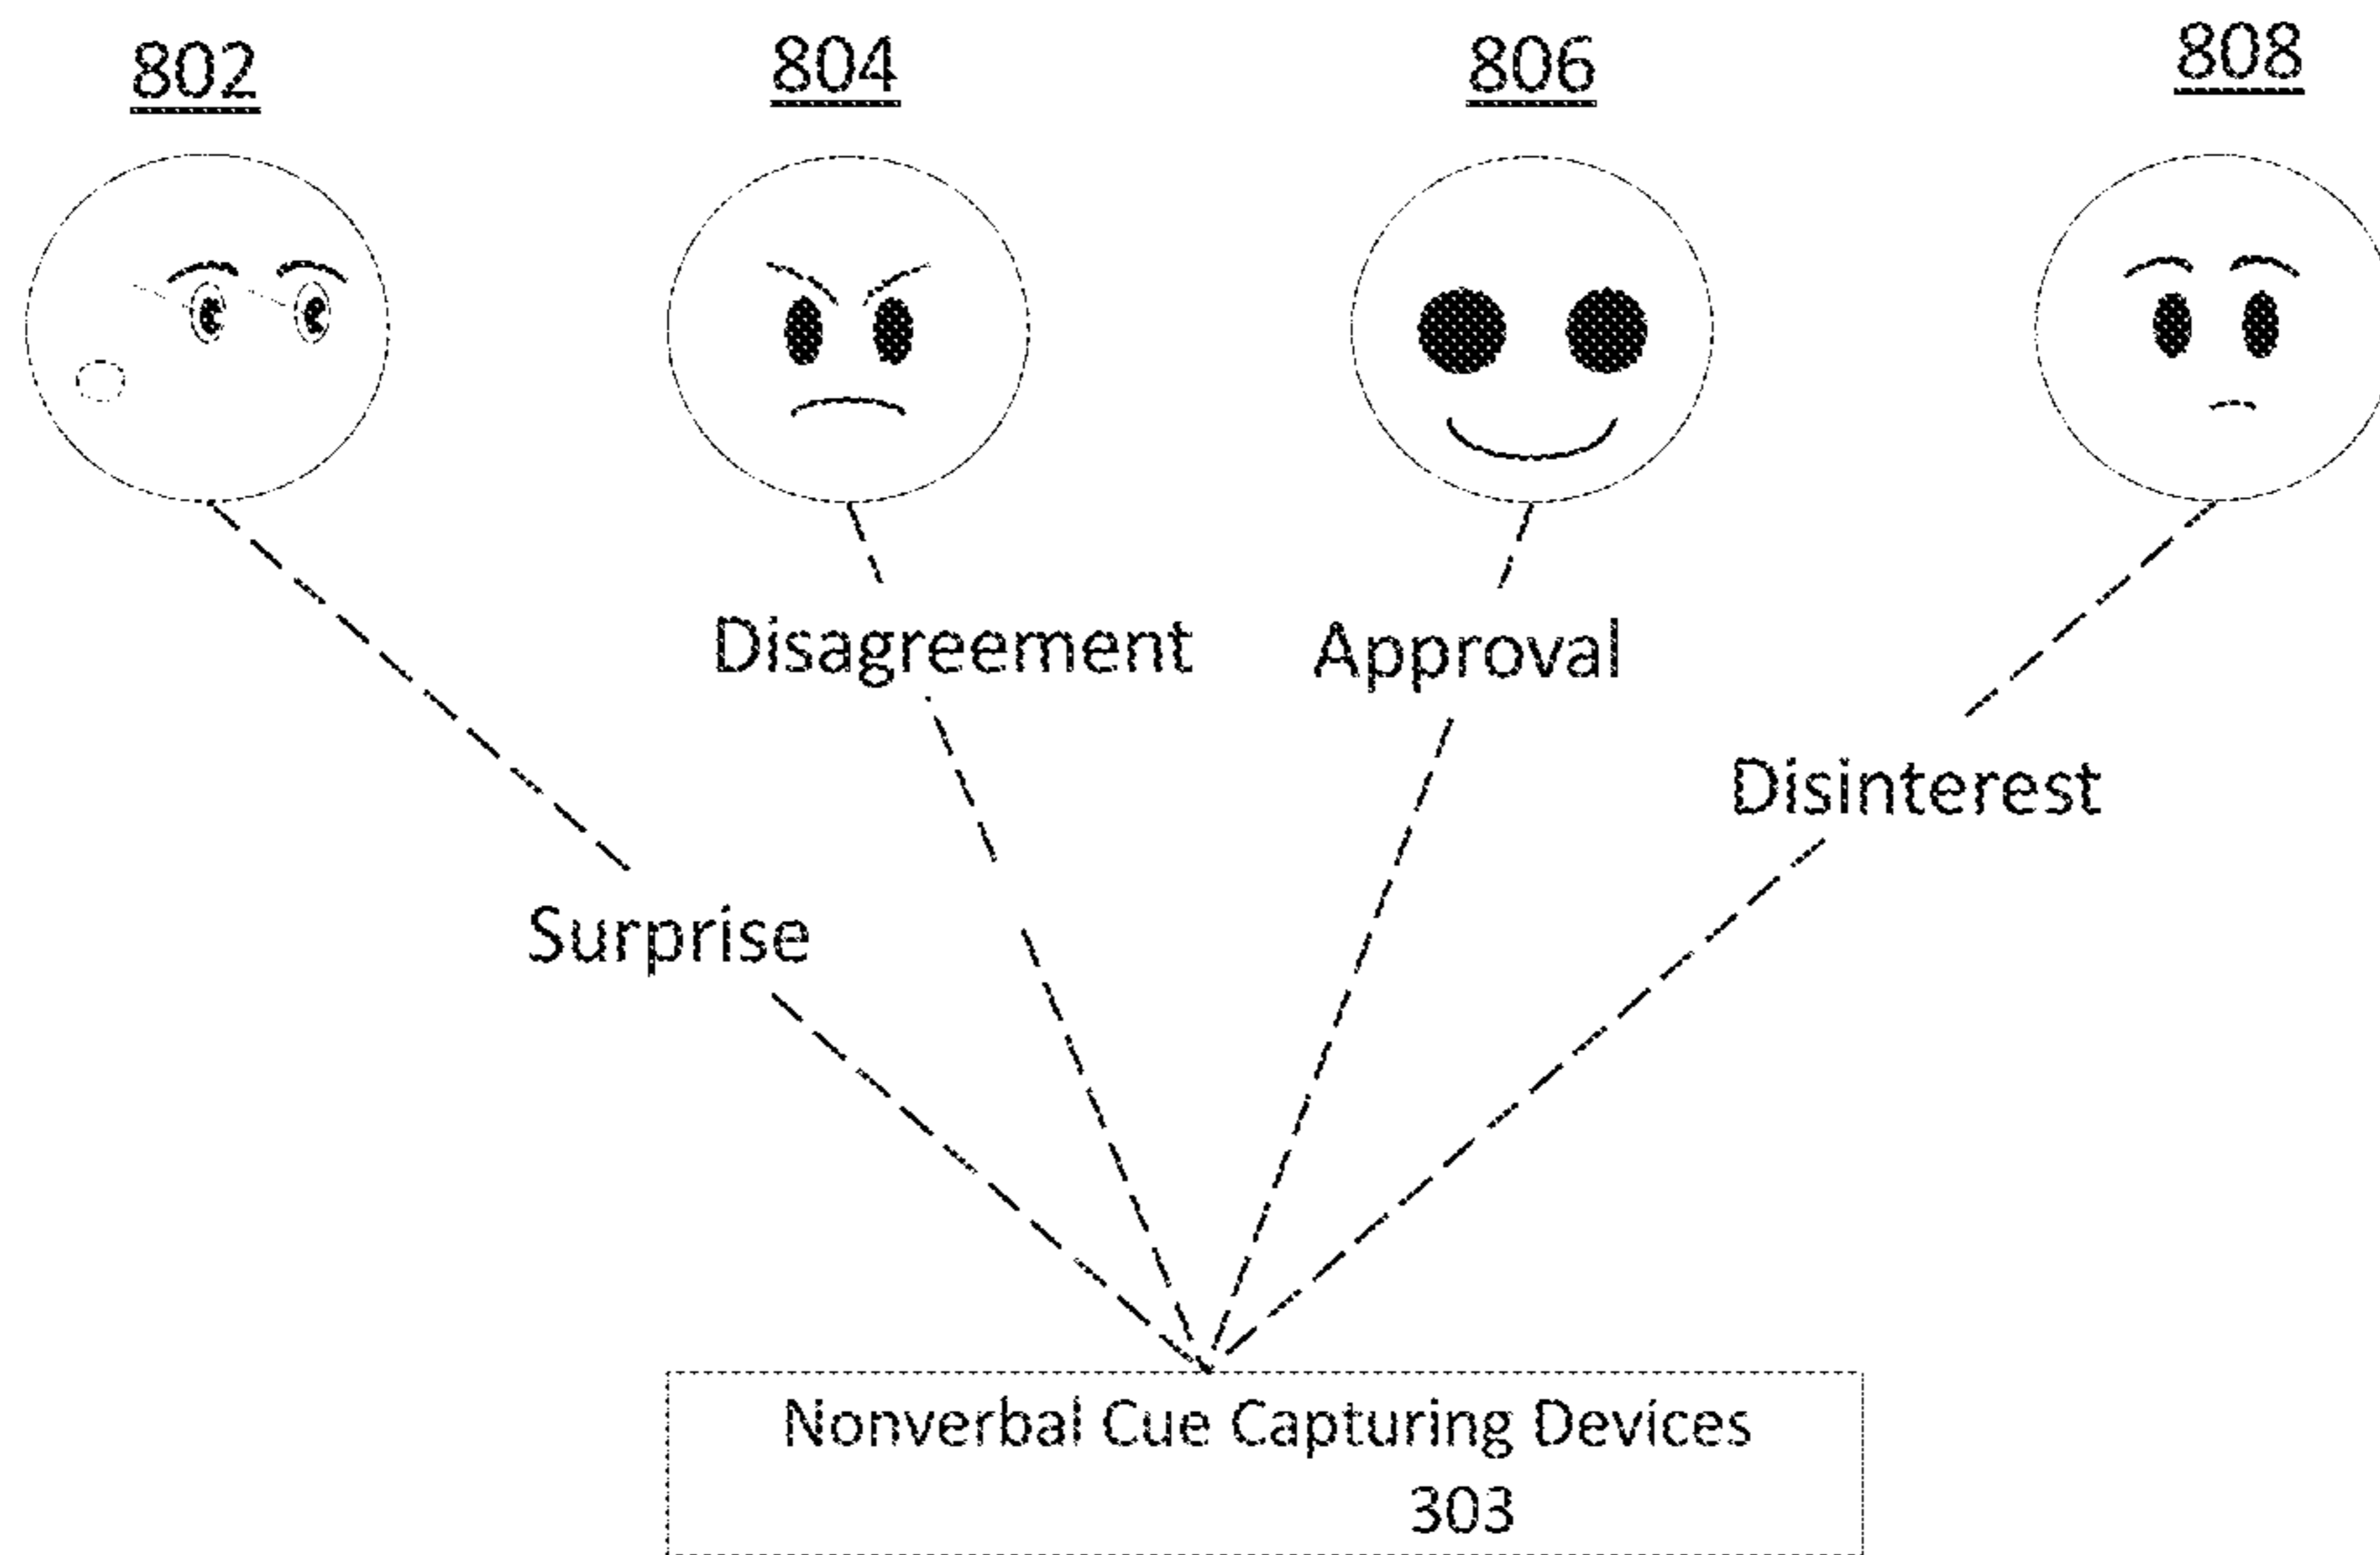 802
804
806
808
Disagreement
Approval
Disinterest
Surprise
Nonverbal Cue Capturing Devices
303